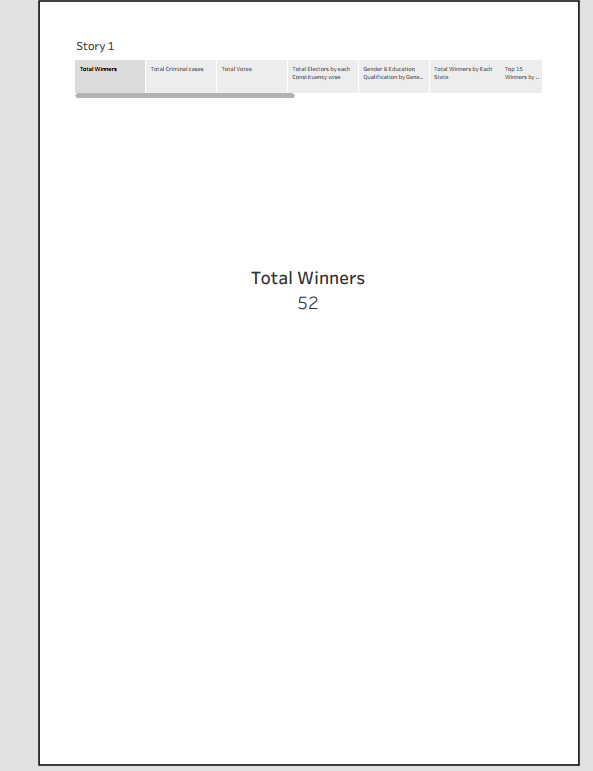 Story 1
Total Winners
Total Criminal cases
Total Votes
Total Electors by each
Constituency wise
Gender & Education
Qualification by Gene..
Total Winners by Each
State
Top 15
Winners by ..
Total Winners
52